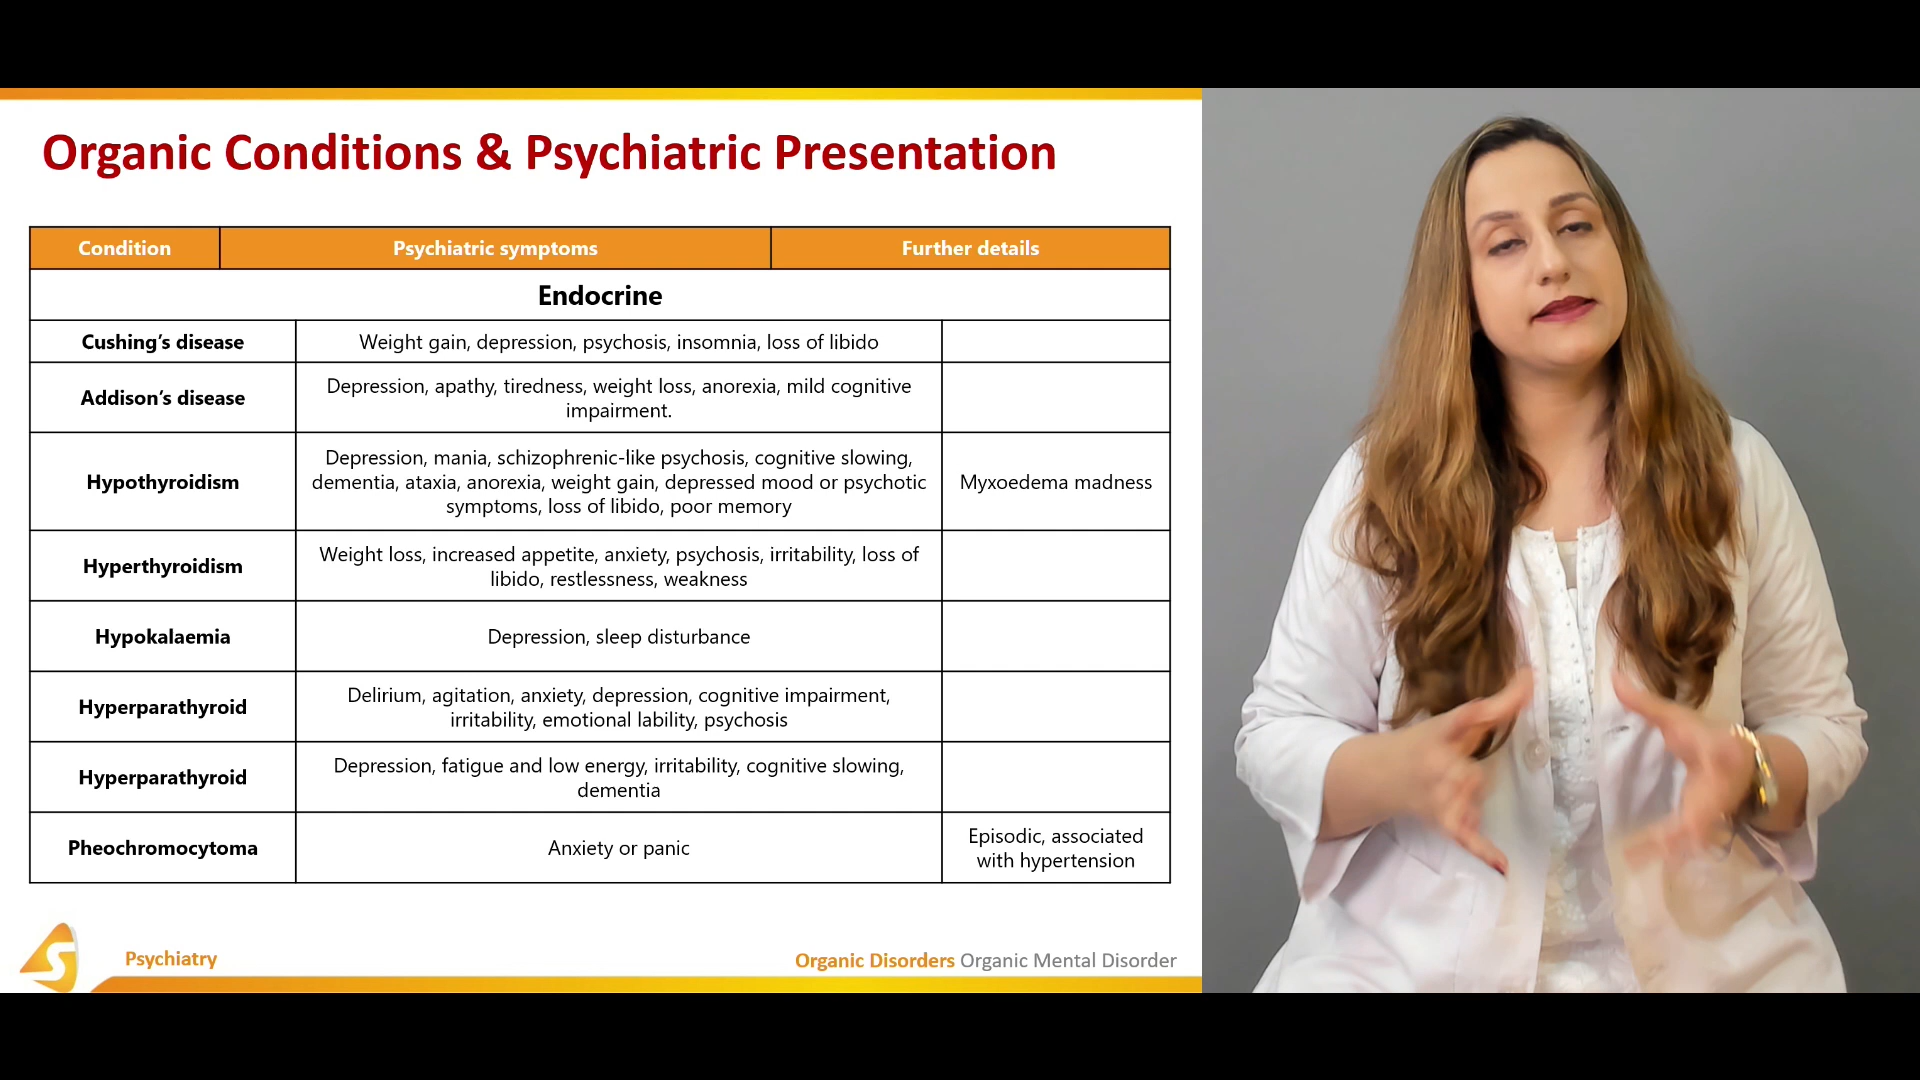 Organic Conditions & Psychiatric Presentation
Condition
Psychiatric symptoms
Further details
Endocrine
Cushing’s disease
Weight gain, depression, psychosis, insomnia, loss of libido
Addison’s disease
Depression, apathy, tiredness, weight loss, anorexia, mild cognitive
impairment.
Hypothyroidism
Depression, mania, schizophrenic-like psychosis, cognitive slowing,
dementia, ataxia, anorexia, weight gain, depressed mood or psychotic
symptoms, loss of libido, poor memory
Myxoedema madness
Hyperthyroidism
Weight loss, increased appetite, anxiety, psychosis, irritability, loss of
libido, restlessness, weakness
Hypokalaemia
Depression, sleep disturbance
Hyperparathyroid
Delirium, agitation, anxiety, depression, cognitive impairment,
irritability, emotional lability, psychosis
Hyperparathyroid
Depression, fatigue and low energy, irritability, cognitive slowing,
dementia
Pheochromocytoma
Anxiety or panic
Episodic, associated
with hypertension
S
Psychiatry
Organic Disorders Organic Mental Disorder